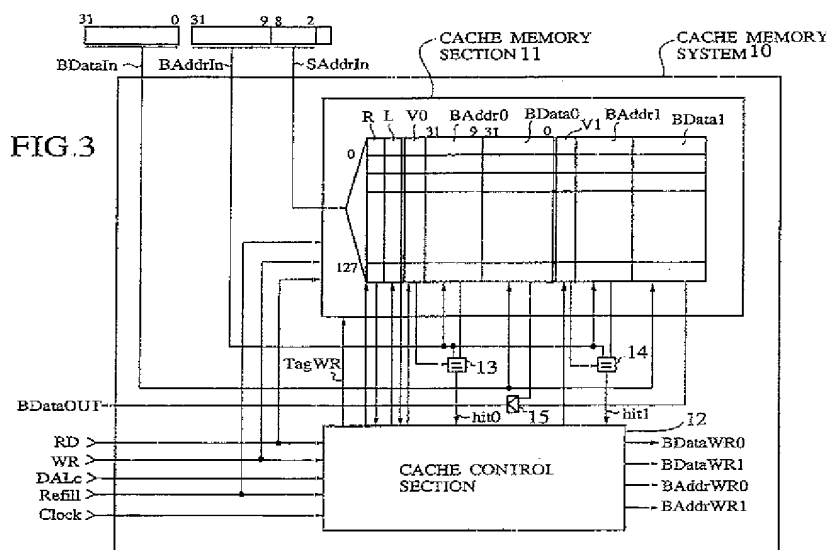 31 0 31 9 8 2
CACHE MEMORY SECTION 11
CACHE MEMORY SYSTEM 10
BDataIn BAddrIn SAddrIn
FIG.3
R L V0 31 BAddr0 9 31 BData0 0 V1 BAddr1 BData1
0
127
TagWR
13
14
BDataOUT
hit0
15
hit1
12
RD
WR
DALc
Refill
Clock
CACHE CONTROL
SECTION
BDataWR0
BDataWR1
BAddrWR0
BAddrWR1